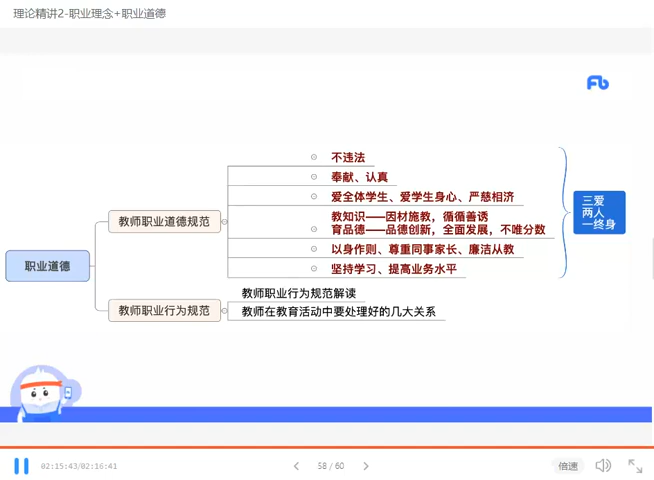 理论精讲2-职业理念+职业道德
Fb
不违法
奉献、认真
爱全体学生、爱学生身心、严慈相济
教知识——因材施教，循循善诱
育品德——品德创新，全面发展，不唯分数
以身作则、尊重同事家长、廉洁从教
坚持学习、提高业务水平
三爱
两人
一终身
教师职业道德规范
职业道德
教师职业行为规范
教师职业行为规范解读
教师在教育活动中要处理好的几大关系
02:15:43/02:16:41
58 / 60
倍速